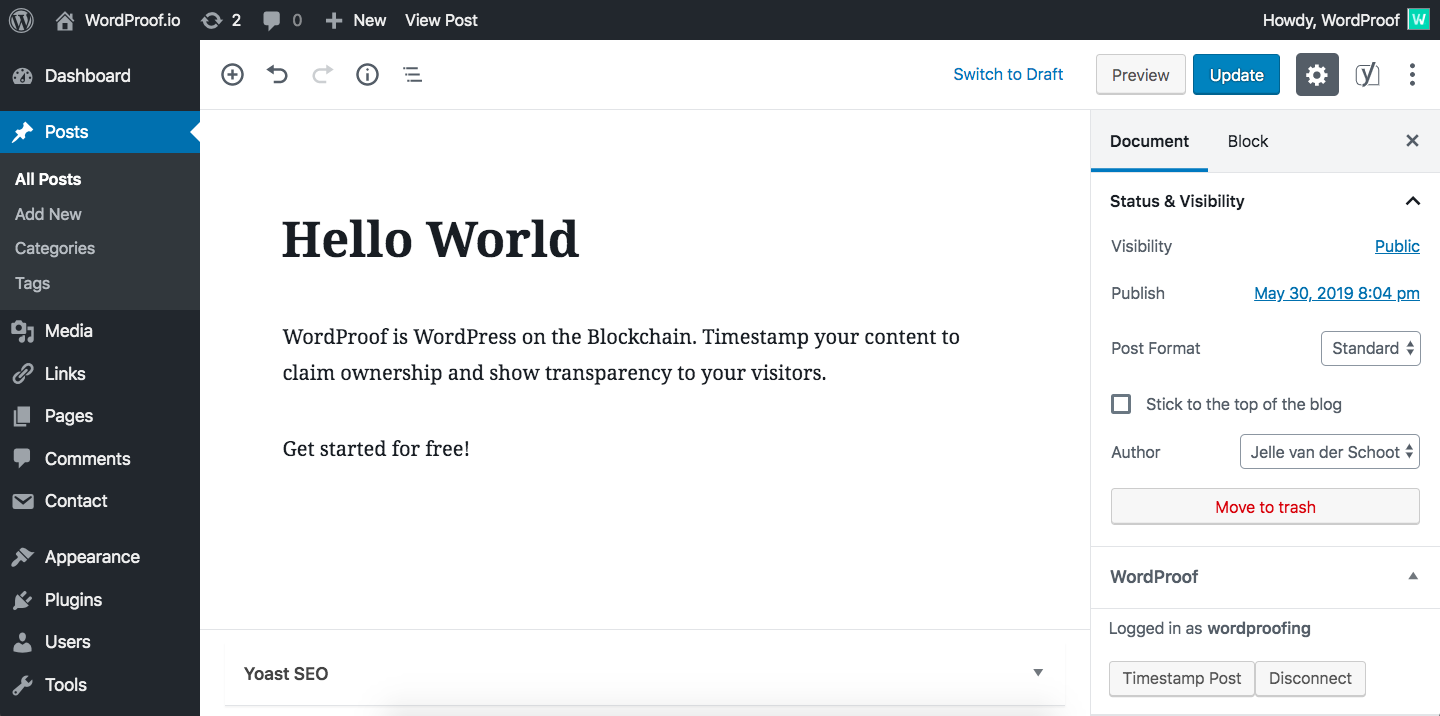 WordProof.io 2 0 New View Post Howdy, WordProof W
Dashboard
Posts
All Posts
Add New
Categories
Tags
Media
Links
Pages
Comments
Contact
Appearance
Plugins
Users
Tools
Switch to Draft Preview Update
Hello World
WordProof is WordPress on the Blockchain. Timestamp your content to
claim ownership and show transparency to your visitors.
Get started for free!
Yoast SEO
Document Block
Status & Visibility
Visibility Public
Publish May 30, 2019 8:04 pm
Post Format Standard
Stick to the top of the blog
Author Jelle van der Schoot
Move to trash
WordProof
Logged in as wordproofing
Timestamp Post Disconnect